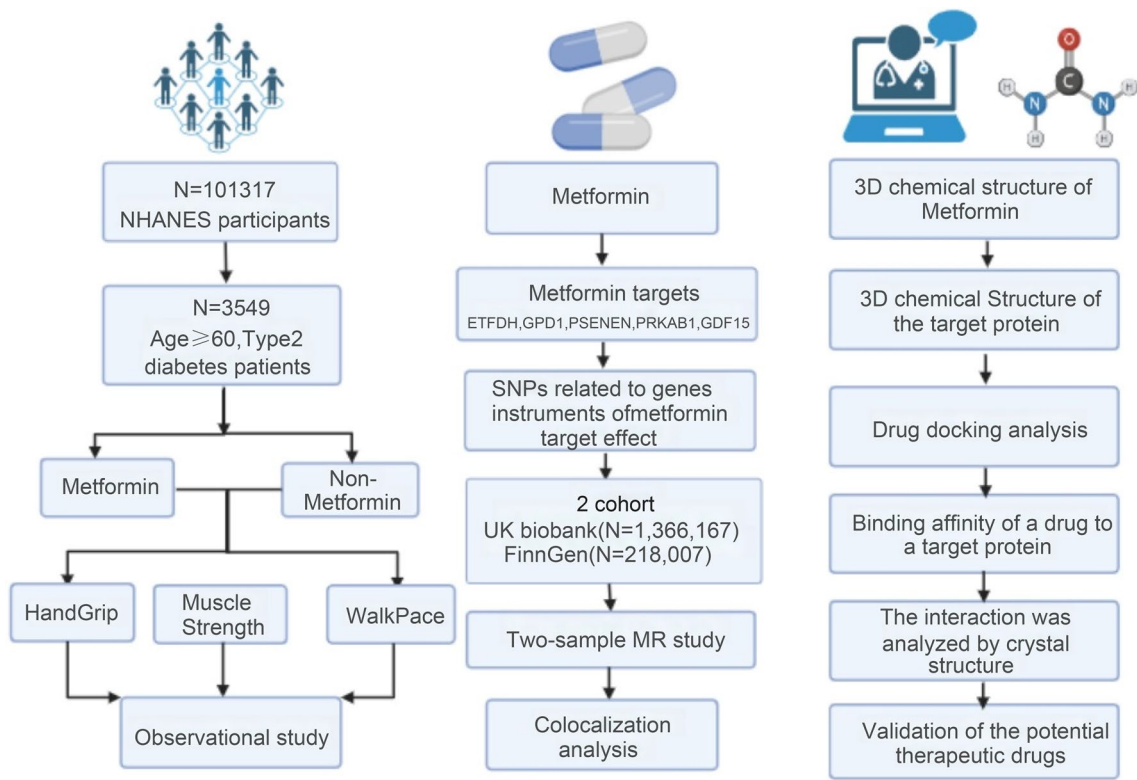 N=101317
NHANES participants
N=3549
Age≥60,Type2
diabetes patients
Metformin
Non-
Metformin
HandGrip
Muscle
Strength
WalkPace
Observational study
Metformin
Metformin targets
ETFDH,GPD1,PSENEN,PRKAB1,GDF15
SNPs related to genes
instruments ofmetformin
target effect
2 cohort
UK biobank(N=1,366,167)
FinnGen(N=218,007)
Two-sample MR study
Colocalization
analysis
O
C
H
N
N
H
H
H
3D chemical structure of
Metformin
3D chemical Structure of
the target protein
Drug docking analysis
Binding affinity of a drug to
a target protein
The interaction was
analyzed by crystal
structure
Validation of the potential
therapeutic drugs